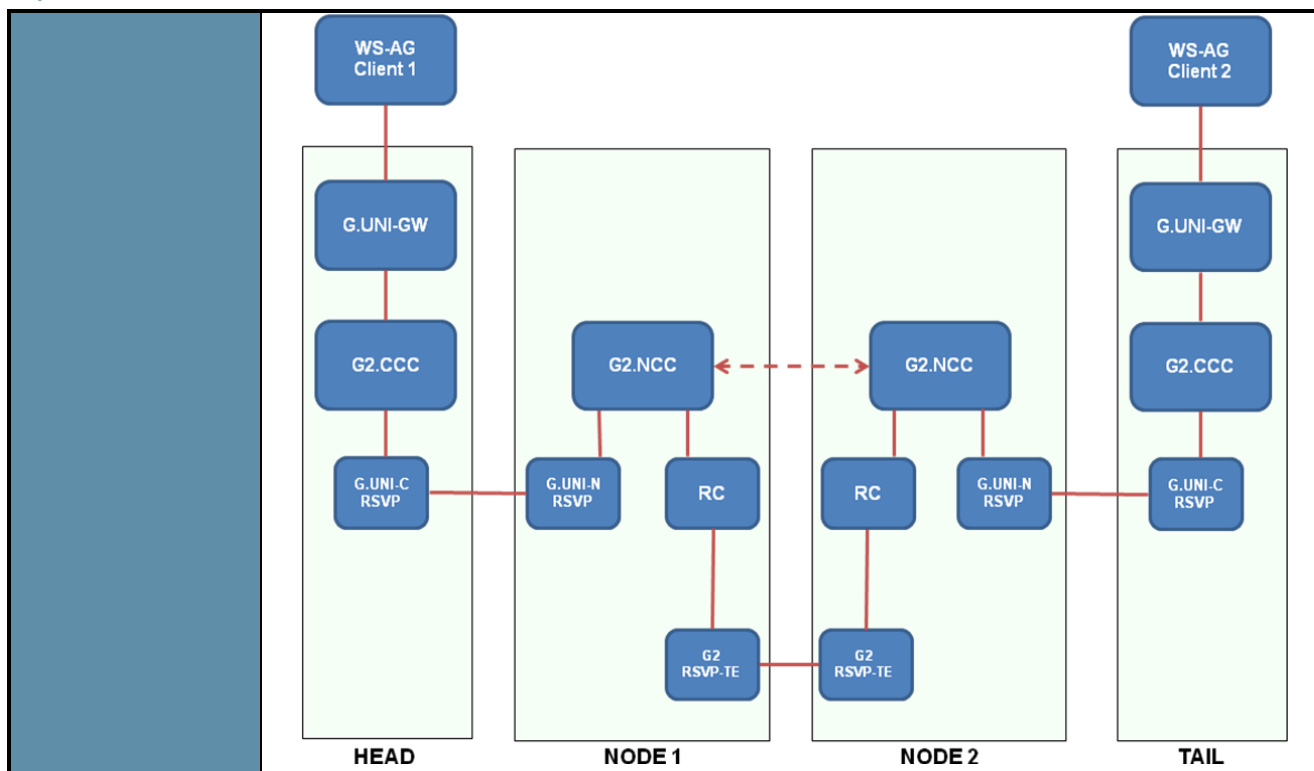 WS-AG
Client 1
WS-AG
Client 2
G.UNI-GW
G.UNI-GW
G2.CCC
G2.NCC
G2.NCC
G2.CCC
G.UNI-C
RSVP
G.UNI-N
RSVP
RC
RC
G.UNI-N
RSVP
G.UNI-C
RSVP
G2
RSVP-TE
G2
RSVP-TE
HEAD
NODE 1
NODE 2
TAIL